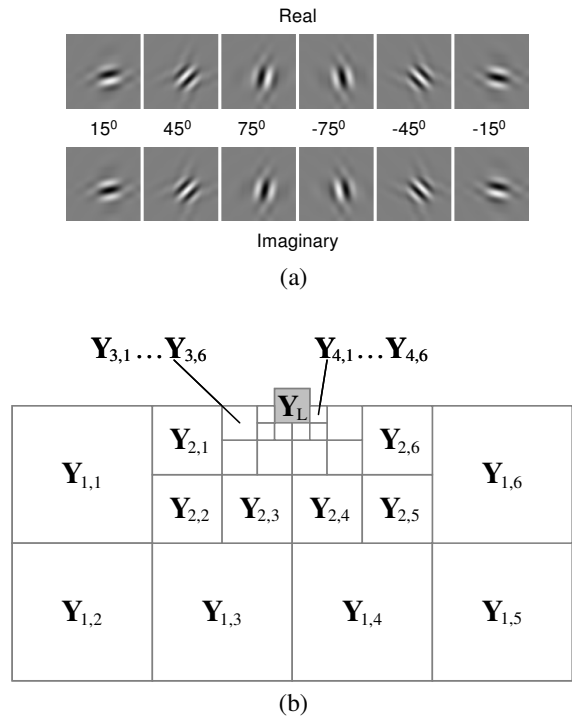 Real
15⁰ 45⁰ 75⁰ -75⁰ -45⁰ -15⁰
Imaginary
(a)
Y3,1 ... Y3,6 Y4,1 ... Y4,6
YL
Y2,1 Y2,6
Y1,1 Y1,6
Y2,2 Y2,3 Y2,4 Y2,5
Y1,2 Y1,3 Y1,4 Y1,5
(b)